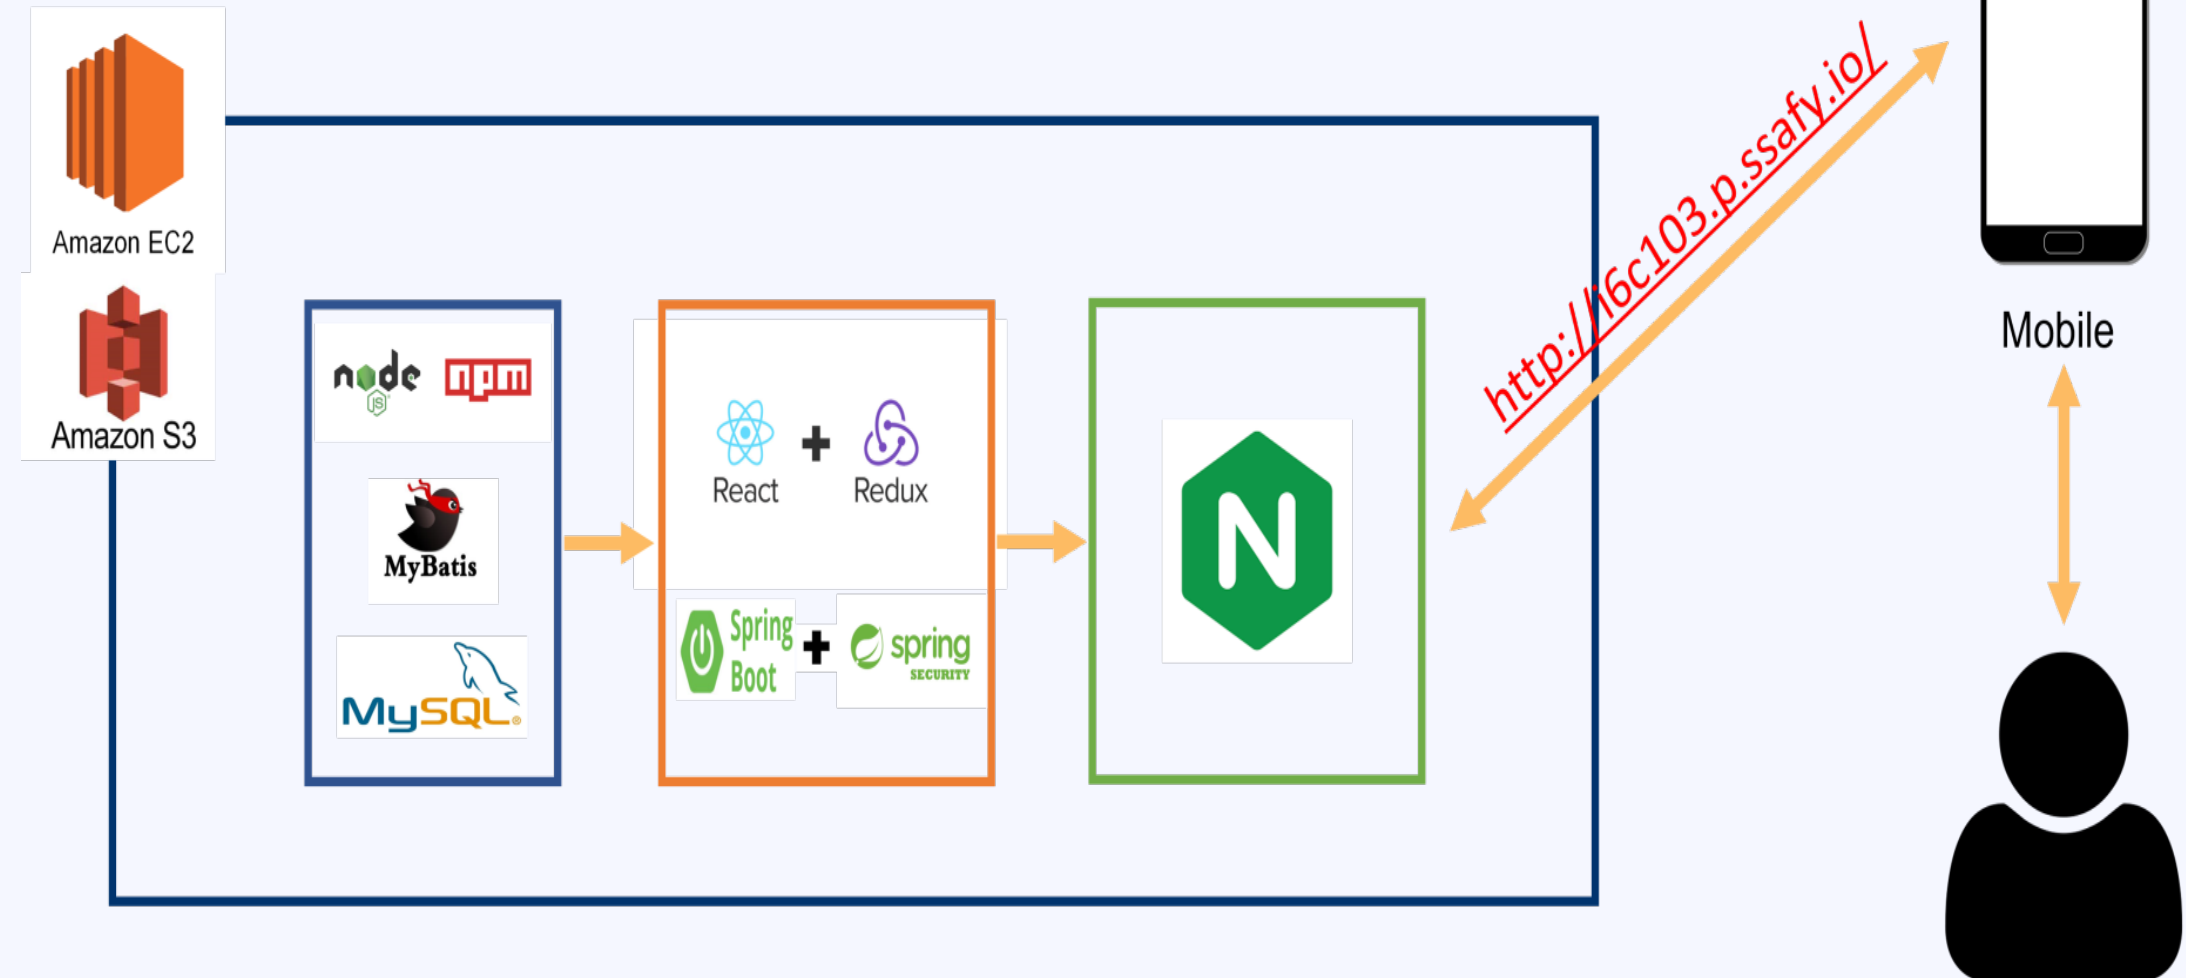 Amazon EC2
Amazon S3
node
JS
npm
MyBatis
MySQL®
React + Redux
Spring Boot + spring SECURITY
N
http://i6c103.p.ssafy.io/
Mobile